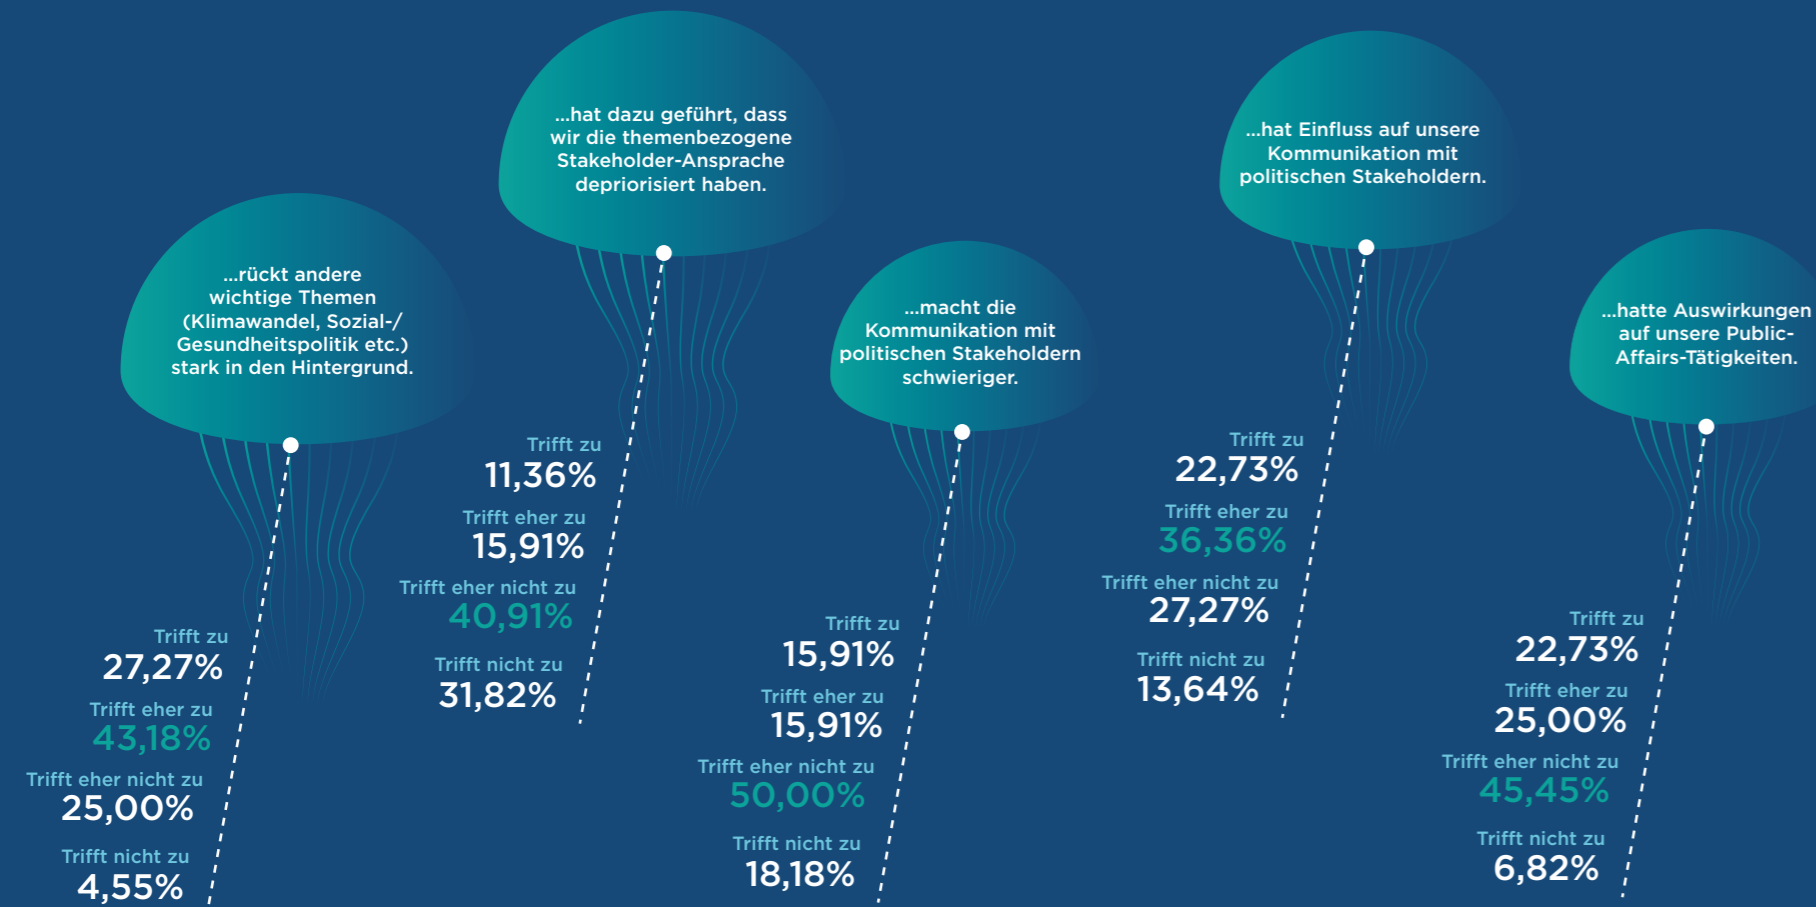 ...rückt andere
wichtige Themen
(Klimawandel, Sozial-/
Gesundheitspolitik etc.)
stark in den Hintergrund.
Trifft zu
27,27%
Trifft eher zu
43,18%
Trifft eher nicht zu
25,00%
Trifft nicht zu
4,55%
...hat dazu geführt, dass
wir die themenbezogene
Stakeholder-Ansprache
depriorisiert haben.
Trifft zu
11,36%
Trifft eher zu
15,91%
Trifft eher nicht zu
40,91%
Trifft nicht zu
31,82%
...macht die
Kommunikation mit
politischen Stakeholdern
schwieriger.
Trifft zu
15,91%
Trifft eher zu
15,91%
Trifft eher nicht zu
50,00%
Trifft nicht zu
18,18%
...hat Einfluss auf unsere
Kommunikation mit
politischen Stakeholdern.
Trifft zu
22,73%
Trifft eher zu
36,36%
Trifft eher nicht zu
27,27%
Trifft nicht zu
13,64%
...hatte Auswirkungen
auf unsere Public-
Affairs-Tätigkeiten.
Trifft zu
22,73%
Trifft eher zu
25,00%
Trifft eher nicht zu
45,45%
Trifft nicht zu
6,82%